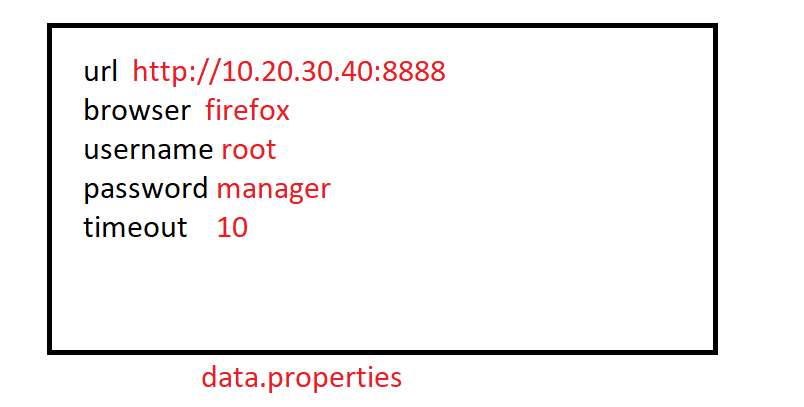 url http://10.20.30.40:8888
browser firefox
username root
password manager
timeout 10
data.properties